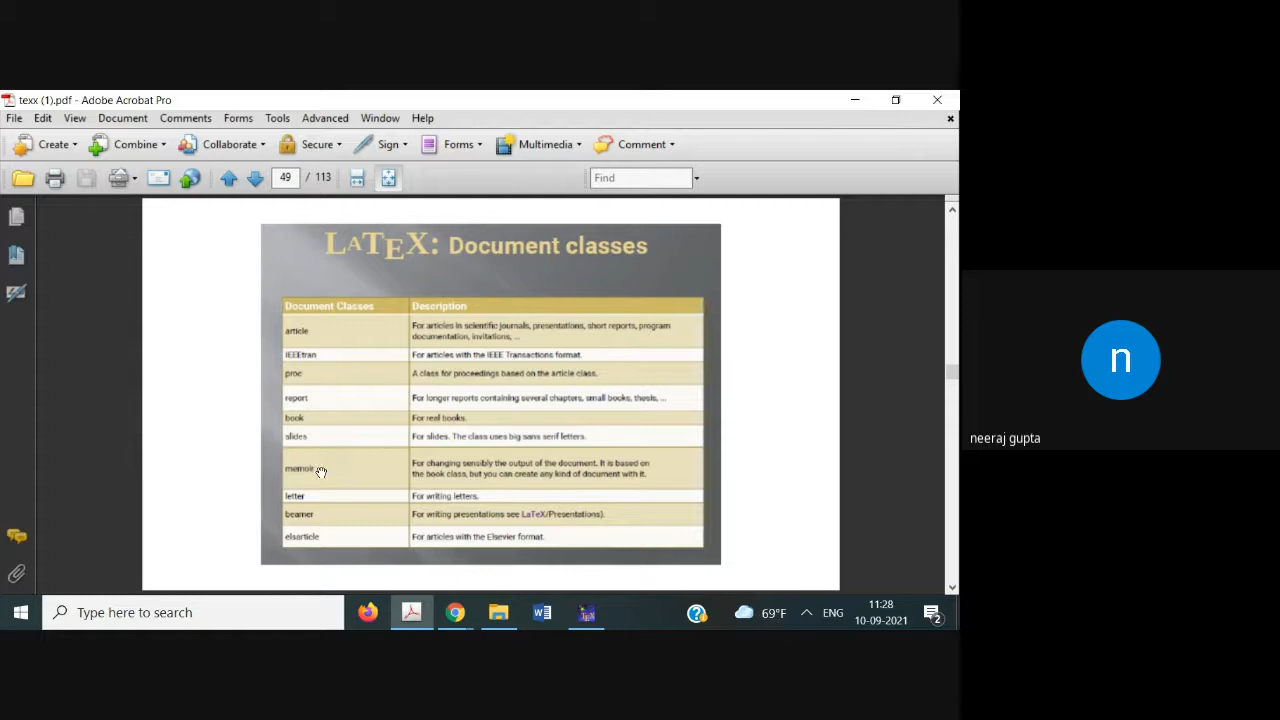 texx (1).pdf - Adobe Acrobat Pro
File Edit View Document Comments Forms Tools Advanced Window Help
Create Combine Collaborate Secure Sign Forms Multimedia Comment
49 / 113 Find
LATEX: Document classes
Document Classes Description
article For articles in scientific journals, presentations, short reports, program
documentation, invitations, ...
IEEEtran For articles with the IEEE Transactions format.
proc A class for proceedings based on the article class.
report For longer reports containing several chapters, small books, thesis, ...
book For real books.
slides For slides. The class uses big sans serif letters.
memoir For changing sensibly the output of the document. It is based on
the book class, but you can create any kind of document with it.
letter For writing letters.
beamer For writing presentations see LaTeX/Presentations).
elsarticle For articles with the Elsevier format.
n
neeraj gupta
Type here to search
69°F ENG 11:28
10-09-2021
2